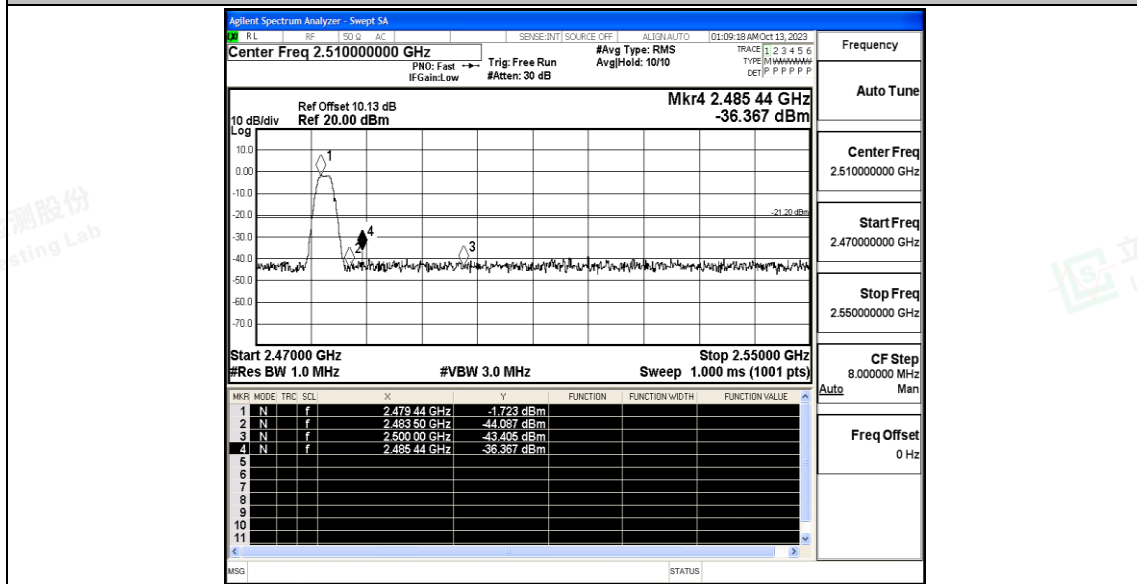 Agilent Spectrum Analyzer - Swept SA
RL RF 50 Ω AC SENSE:INT SOURCE OFF ALIGN AUTO 01:09:18 AM Oct 13, 2023
Center Freq 2.510000000 GHz
PNO: Fast
IFGain:Low
Trig: Free Run
#Atten: 30 dB
#Avg Type: RMS
Avg|Hold: 10/10
TRACE 1 2 3 4 5 6
TYPE M
DET P P P P P P
Mkr4 2.485 44 GHz
-36.367 dBm
Ref Offset 10.13 dB
10 dB/div Ref 20.00 dBm
Log
10.0
0.00
-10.0
-20.0
-30.0
-40.0
-50.0
-60.0
-70.0
1
2
4
3
-21.20 dBm
Start 2.47000 GHz Stop 2.55000 GHz
#Res BW 1.0 MHz #VBW 3.0 MHz Sweep 1.000 ms (1001 pts)
MKR MODE TRC SCL X Y FUNCTION FUNCTION WIDTH FUNCTION VALUE
1 N f 2.479 44 GHz -1.723 dBm
2 N f 2.483 50 GHz -44.087 dBm
3 N f 2.500 00 GHz -43.405 dBm
4 N f 2.485 44 GHz -36.367 dBm
5
6
7
8
9
10
11
MSG STATUS
Frequency
Auto Tune
Center Freq
2.510000000 GHz
Start Freq
2.470000000 GHz
Stop Freq
2.550000000 GHz
CF Step
8.000000 MHz
Auto Man
Freq Offset
0 Hz
测股份
esting Lab
立